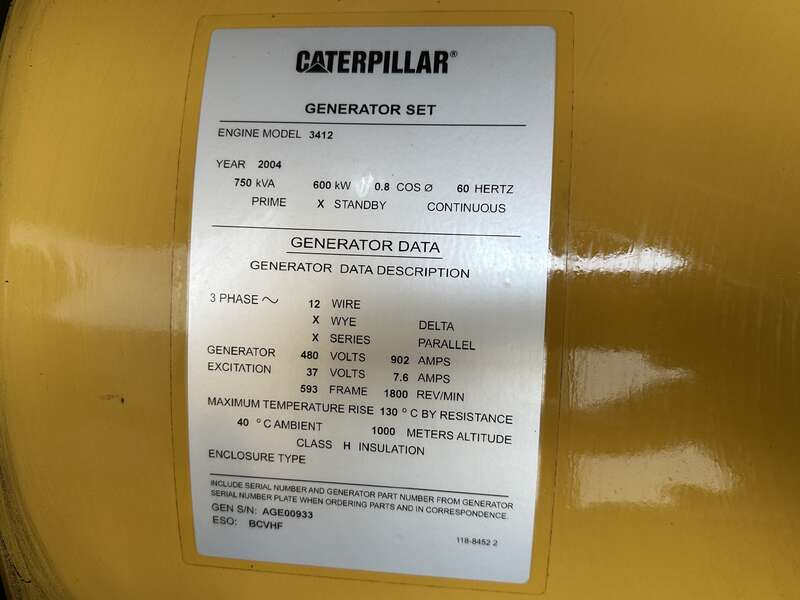 CATERPILLAR®
GENERATOR SET
ENGINE MODEL 3412
YEAR 2004
750 kVA 600 kW 0.8 COS Ø 60 HERTZ
PRIME X STANDBY CONTINUOUS
GENERATOR DATA
GENERATOR DATA DESCRIPTION
3 PHASE ~ 12 WIRE
X WYE DELTA
X SERIES PARALLEL
GENERATOR 480 VOLTS 902 AMPS
EXCITATION 37 VOLTS 7.6 AMPS
593 FRAME 1800 REV/MIN
MAXIMUM TEMPERATURE RISE 130 ° C BY RESISTANCE
40 ° C AMBIENT 1000 METERS ALTITUDE
CLASS H INSULATION
ENCLOSURE TYPE
INCLUDE SERIAL NUMBER AND GENERATOR PART NUMBER FROM GENERATOR
SERIAL NUMBER PLATE WHEN ORDERING PARTS AND IN CORRESPONDENCE.
GEN S/N: AGE00933
ESO: BCVHF
118-8452 2